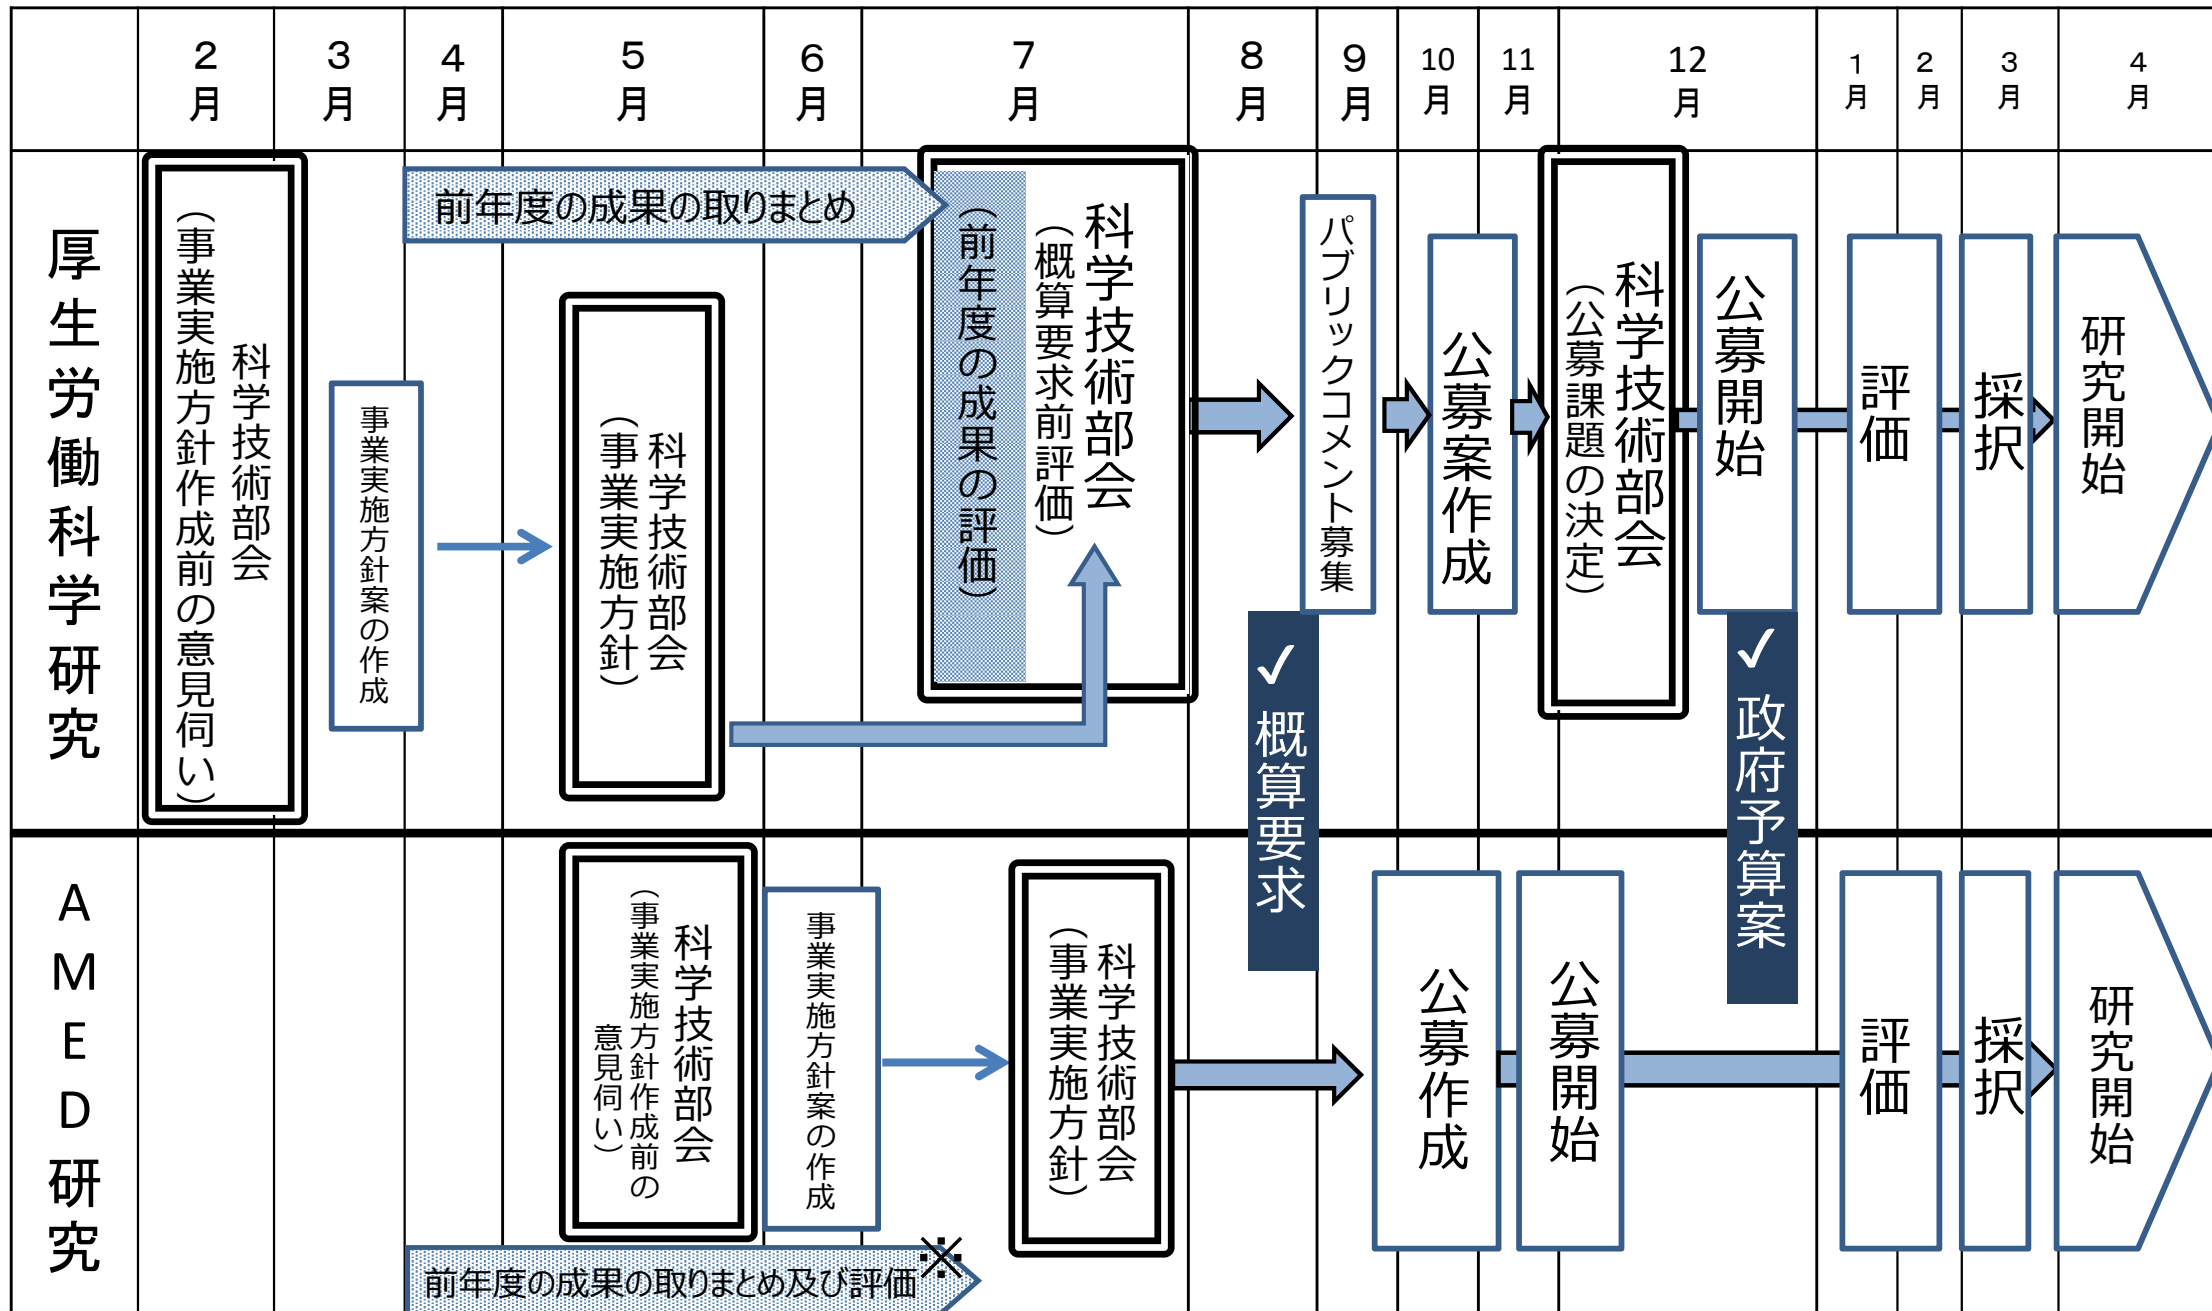 2月
3月
4月
5月
6月
7月
8月
9月
10月
11月
12月
1月
2月
3月
4月
厚生労働科学研究
科学技術部会
（事業実施方針作成前の意見伺い）
事業実施方針案の作成
前年度の成果の取りまとめ
科学技術部会
（事業実施方針）
科学技術部会
（概算要求前評価）
（前年度の成果の評価）
パブリックコメント募集
公募案作成
科学技術部会
（公募課題の決定）
公募開始
評価
採択
研究開始
✓概算要求
✓政府予算案
AMED研究
科学技術部会
（事業実施方針作成前の
意見伺い）
事業実施方針案の作成
科学技術部会
（事業実施方針）
公募作成
公募開始
評価
採択
研究開始
前年度の成果の取りまとめ及び評価※